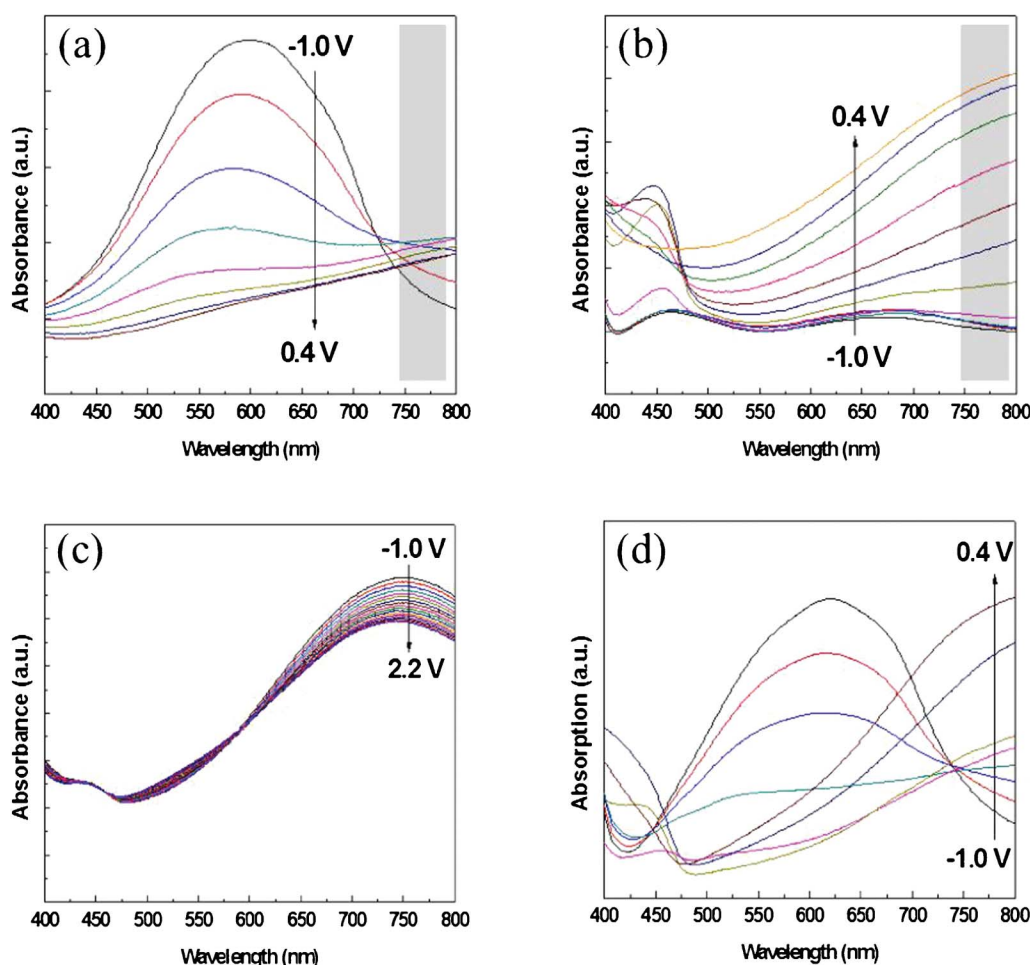 (a)
-1.0 V
0.4 V
Absorbance (a.u.)
400 450 500 550 600 650 700 750 800
Wavelength (nm)
(b)
0.4 V
-1.0 V
Absorbance (a.u.)
400 450 500 550 600 650 700 750 800
Wavelength (nm)
(c)
-1.0 V
2.2 V
Absorbance (a.u.)
400 450 500 550 600 650 700 750 800
Wavelength (nm)
(d)
0.4 V
-1.0 V
Absorption (a.u.)
400 450 500 550 600 650 700 750 800
Wavelength (nm)